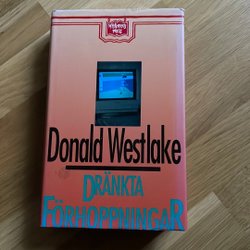 Donald Westlake
DRÄNKTA
FÖRHOPPNINGAR